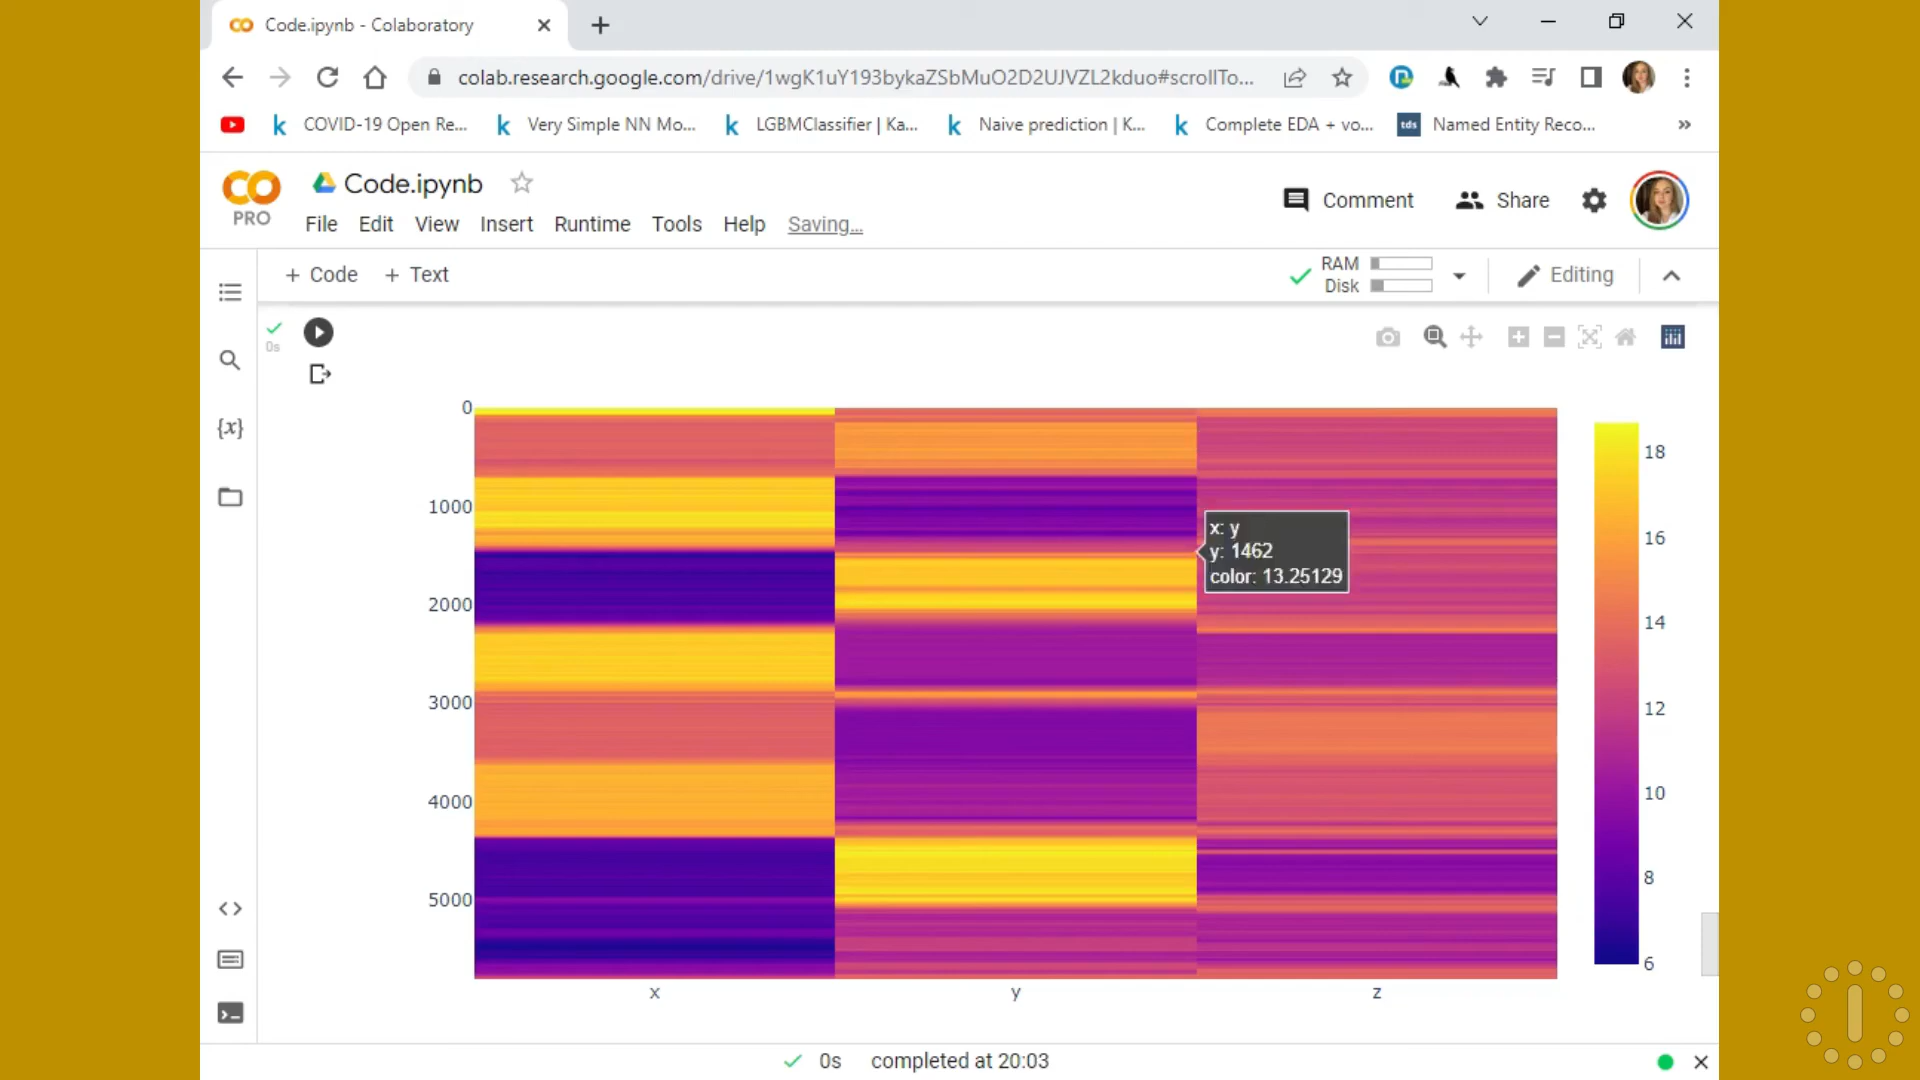 Code.ipynb - Colaboratory
colab.research.google.com/drive/1wgK1uY193bykaZSbMuO2D2UJVZL2kduo#scrollTo...
COVID-19 Open Re...
Very Simple NN Mo...
LGBMClassifier | Ka...
Naive prediction | K...
Complete EDA + vo...
tds
Named Entity Reco...
»
PRO
Code.ipynb
File Edit View Insert Runtime Tools Help Saving...
Comment
Share
+ Code + Text
RAM
Disk
Editing
0s
{x}
0
1000
2000
3000
4000
5000
x: y
y: 1462
color: 13.25129
18
16
14
12
10
8
6
x
y
z
0s completed at 20:03